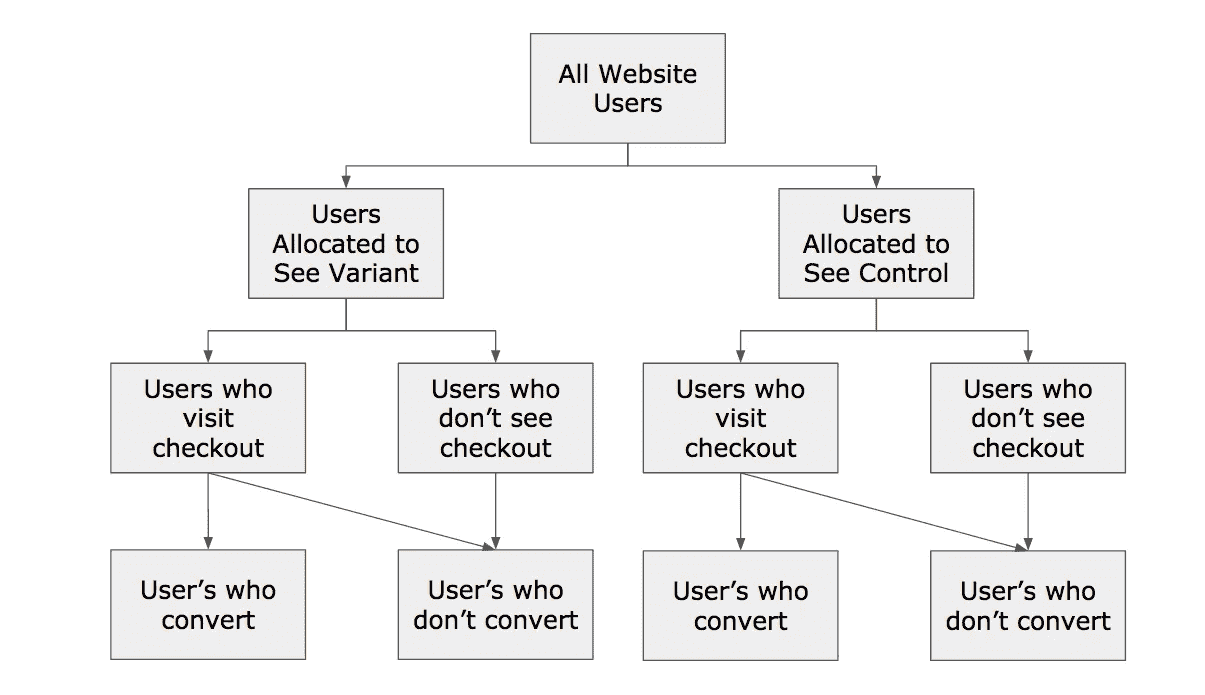 All Website
Users
Users
Allocated to
See Variant
Users
Allocated to
See Control
Users who
visit
checkout
Users who
don’t see
checkout
Users who
visit
checkout
Users who
don’t see
checkout
User’s who
convert
User’s who
don’t convert
User’s who
convert
User’s who
don’t convert